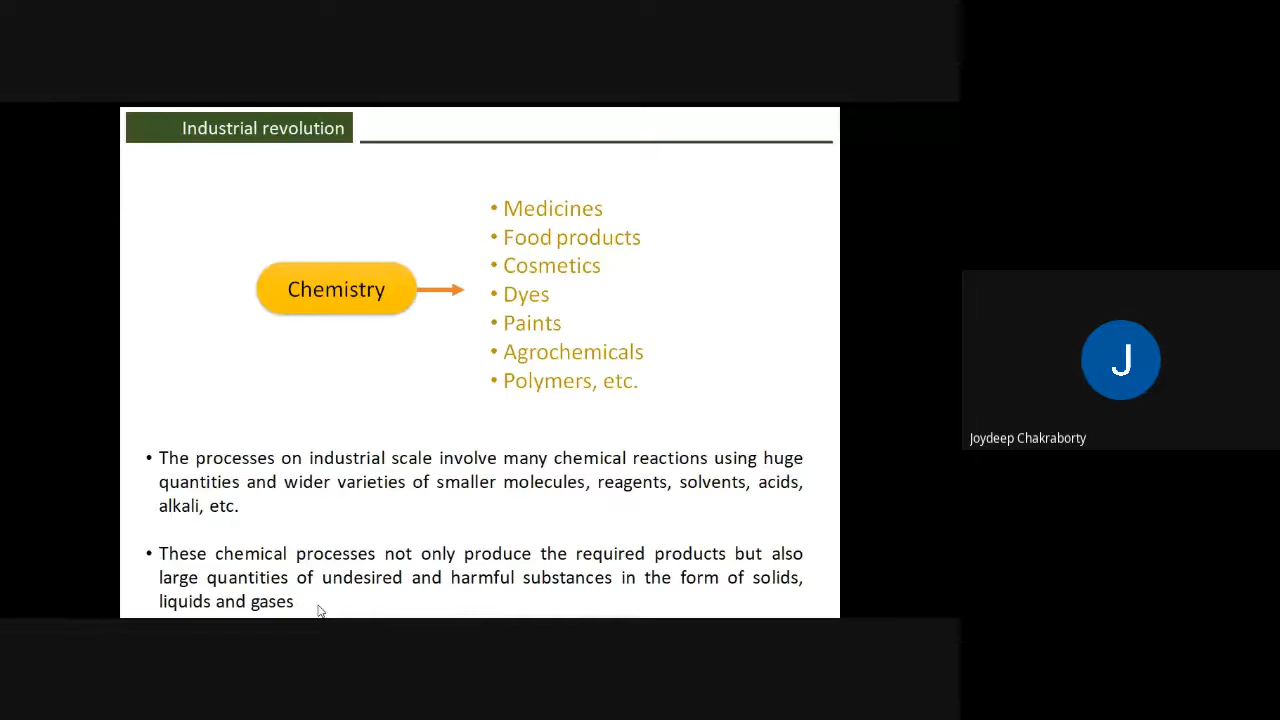 Industrial revolution
• Medicines
• Food products
• Cosmetics
Chemistry
• Dyes
• Paints
• Agrochemicals
• Polymers, etc.
• The processes on industrial scale involve many chemical reactions using huge
quantities and wider varieties of smaller molecules, reagents, solvents, acids,
alkali, etc.
• These chemical processes not only produce the required products but also
large quantities of undesired and harmful substances in the form of solids,
liquids and gases
J
Joydeep Chakraborty